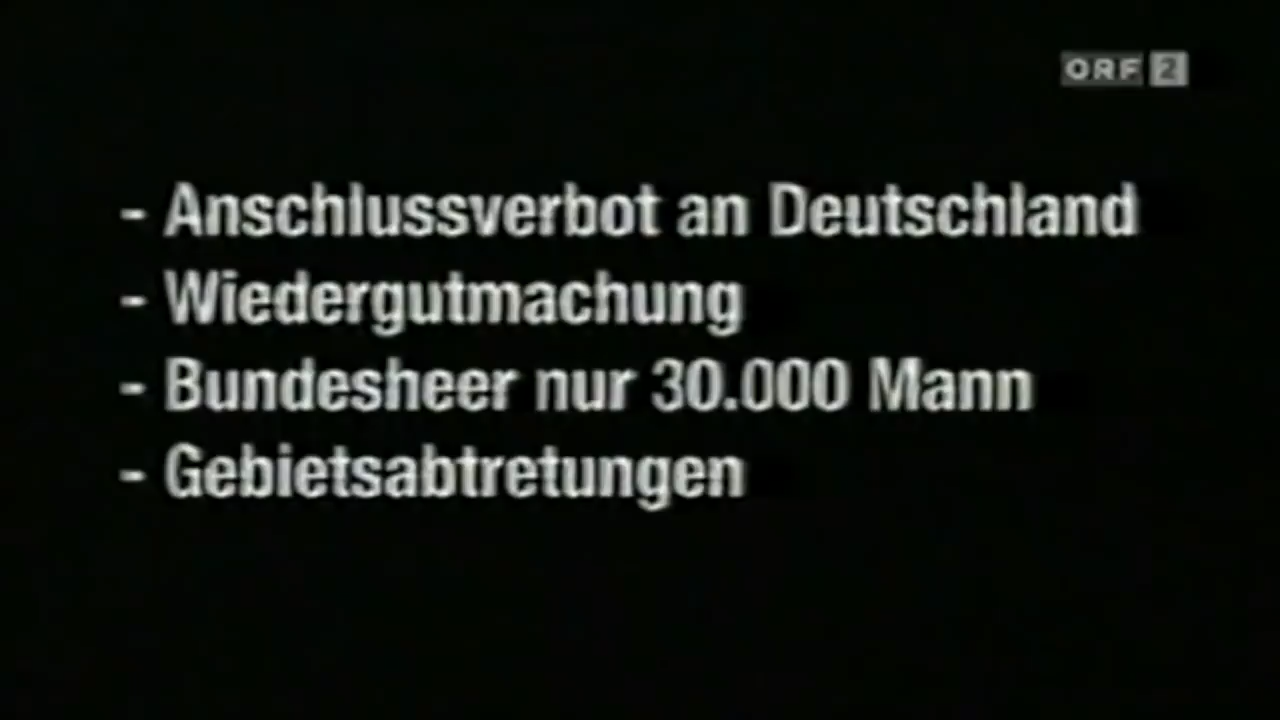 ORF 2
- Anschlussverbot an Deutschland
- Wiedergutmachung
- Bundesheer nur 30.000 Mann
- Gebietsabtretungen